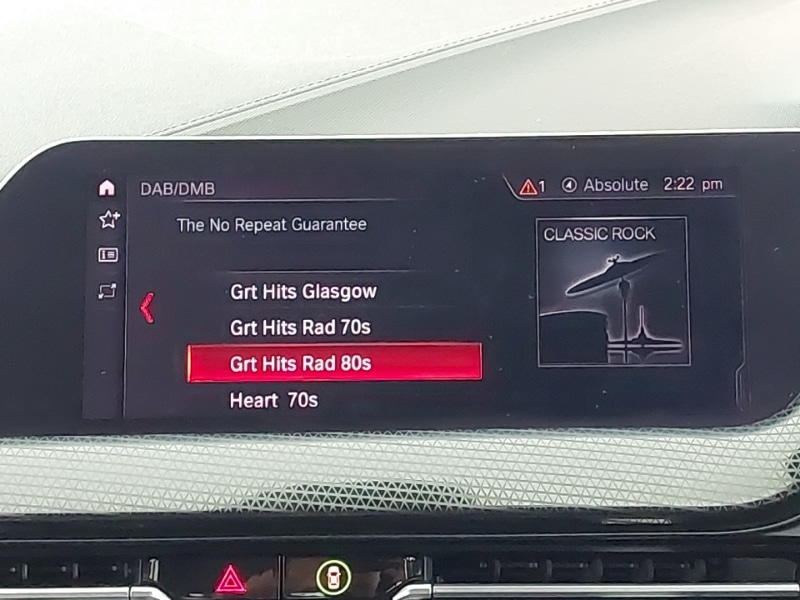 DAB/DMB
1 Absolute 2:22 pm
The No Repeat Guarantee
CLASSIC ROCK
Grt Hits Glasgow
Grt Hits Rad 70s
Grt Hits Rad 80s
Heart 70s